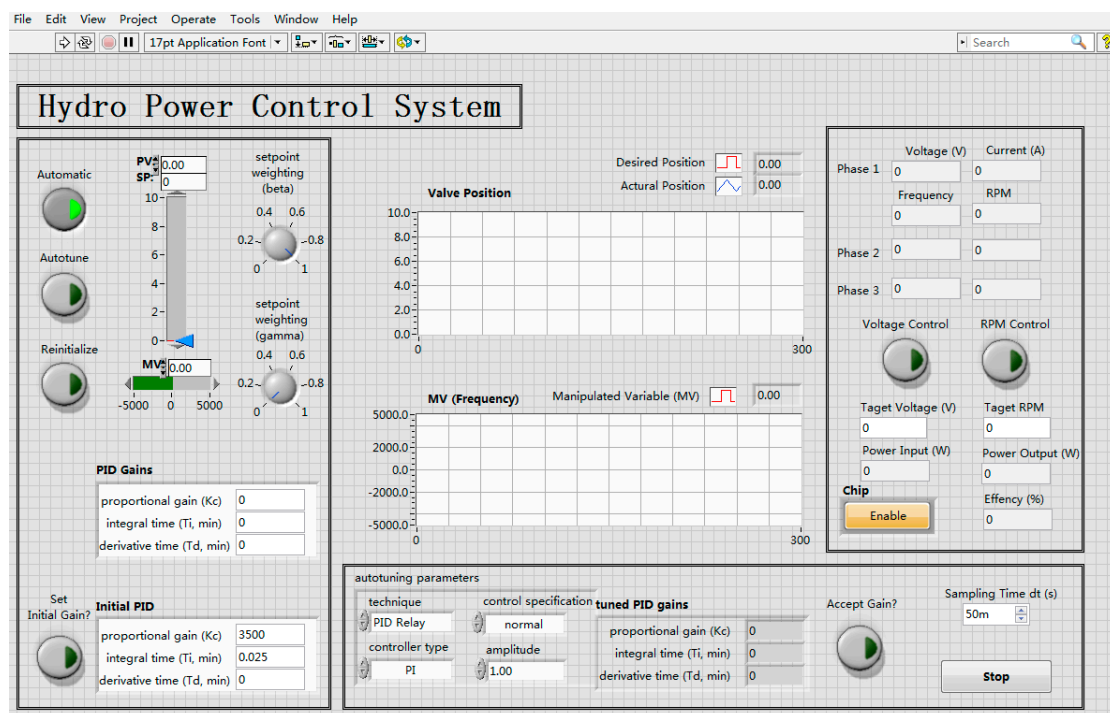 File Edit View Project Operate Tools Window Help
17pt Application Font
Search
Hydro Power Control System
Automatic
Autotune
Reinitialize
PV 0.00
SP: 0
10
8
6
4
2
0
MV 0.00
-5000 0 5000
setpoint
weighting
(beta)
0.4 0.6
0.2 0.8
0 1
setpoint
weighting
(gamma)
0.4 0.6
0.2 0.8
0 1
PID Gains
proportional gain (Kc) 0
integral time (Ti, min) 0
derivative time (Td, min) 0
Set
Initial Gain?
Initial PID
proportional gain (Kc) 3500
integral time (Ti, min) 0.025
derivative time (Td, min) 0
Desired Position 0.00
Actural Position 0.00
Valve Position
10.0
8.0
6.0
4.0
2.0
0.0
0 300
MV (Frequency) Manipulated Variable (MV) 0.00
5000.0
2000.0
0.0
-2000.0
-5000.0
0 300
Voltage (V) Current (A)
Phase 1 0 0
Frequency RPM
0 0
Phase 2 0 0
Phase 3 0 0
Voltage Control RPM Control
Taget Voltage (V) Taget RPM
0 0
Power Input (W) Power Output (W)
0 0
Chip
Enable
Effency (%)
0
autotuning parameters
technique control specification
PID Relay normal
controller type amplitude
PI 1.00
tuned PID gains
proportional gain (Kc) 0
integral time (Ti, min) 0
derivative time (Td, min) 0
Accept Gain?
Sampling Time dt (s)
50m
Stop